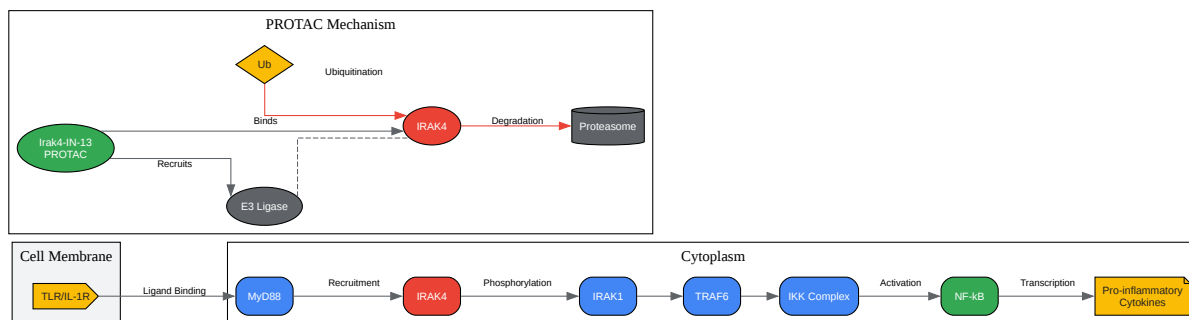 PROTAC Mechanism
Ub
Ubiquitination
Binds
IRAK4
Degradation
Proteasome
Irak4-IN-13
PROTAC
Recruits
E3 Ligase
Cell Membrane
Cytoplasm
TLR/IL-1R
Ligand Binding
MyD88
Recruitment
IRAK4
Phosphorylation
IRAK1
TRAF6
IKK Complex
Activation
NF-kB
Transcription
Pro-inflammatory
Cytokines